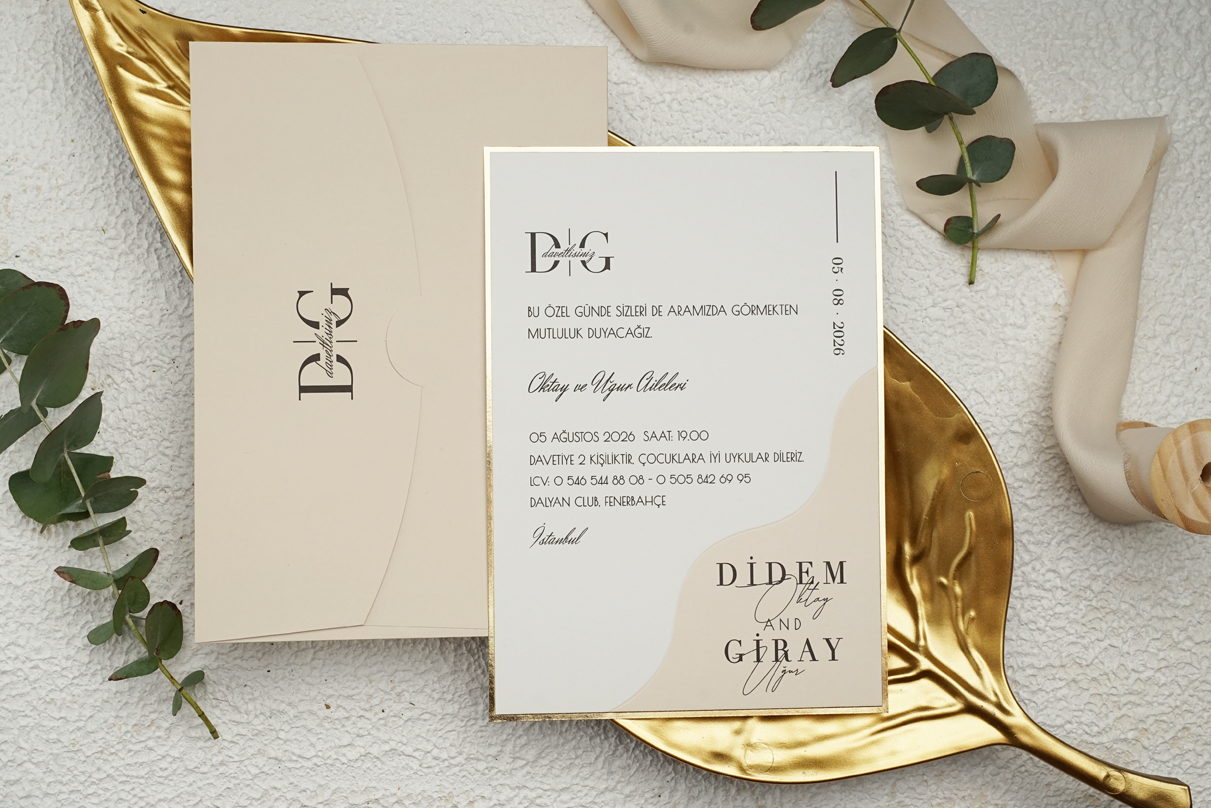 D|G
davetlisiniz
D|G
davetlisiniz
05 · 08 · 2026
BU ÖZEL GÜNDE SİZLERİ DE ARAMIZDA GÖRMEKTEN
MUTLULUK DUYACAĞIZ.
Oktay ve Uğur Aileleri
05 AĞUSTOS 2026 SAAT: 19.00
DAVETİYE 2 KİŞİLİKTİR, ÇOCUKLARA İYİ UYKULAR DİLERİZ.
LCV: 0 546 544 88 08 - 0 505 842 69 95
DALYAN CLUB, FENERBAHÇE
İstanbul
DİDEM
Oktay
AND
GİRAY
Uğur